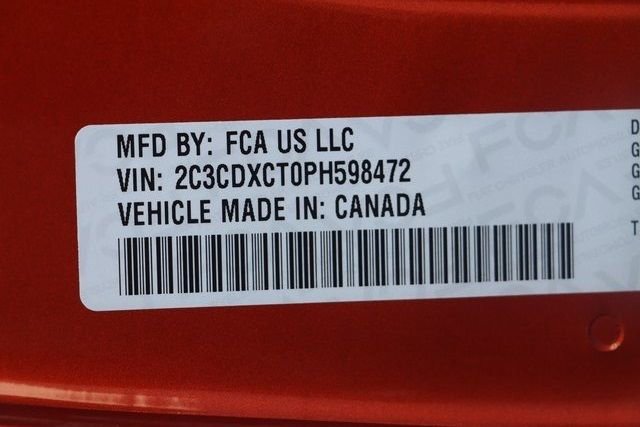 MFD BY: FCA US LLC
VIN: 2C3CDXCT0PH598472
VEHICLE MADE IN: CANADA
D
G
G
G
T